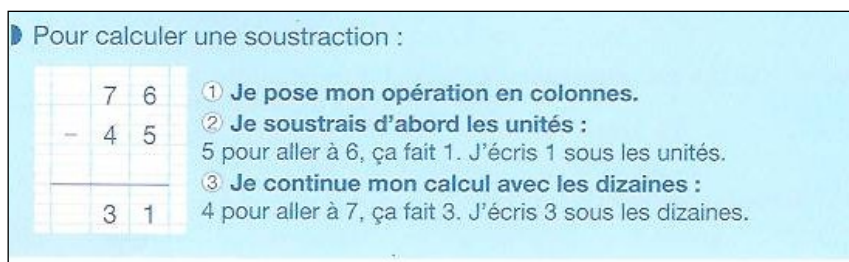 Pour calculer une soustraction :
7 6
- 4 5
3 1
① Je pose mon opération en colonnes.
② Je soustrais d'abord les unités :
5 pour aller à 6, ça fait 1. J'écris 1 sous les unités.
③ Je continue mon calcul avec les dizaines :
4 pour aller à 7, ça fait 3. J'écris 3 sous les dizaines.